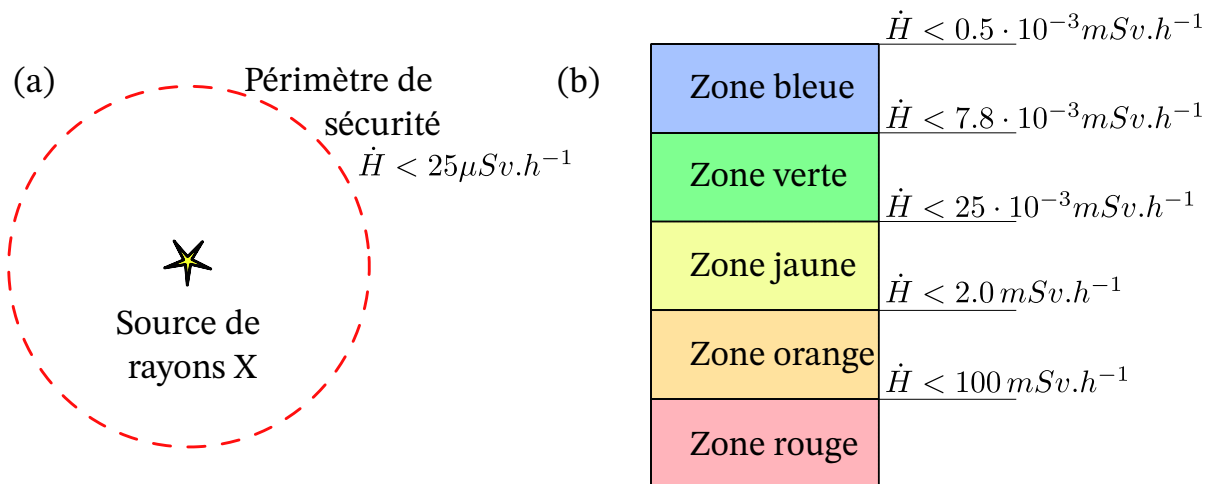 (a)
Périmètre de
sécurité
Ḣ < 25μSv.h⁻¹
Source de
rayons X
(b)
Ḣ < 0.5 · 10⁻³mSv.h⁻¹
Zone bleue
Ḣ < 7.8 · 10⁻³mSv.h⁻¹
Zone verte
Ḣ < 25 · 10⁻³mSv.h⁻¹
Zone jaune
Ḣ < 2.0 mSv.h⁻¹
Zone orange
Ḣ < 100 mSv.h⁻¹
Zone rouge